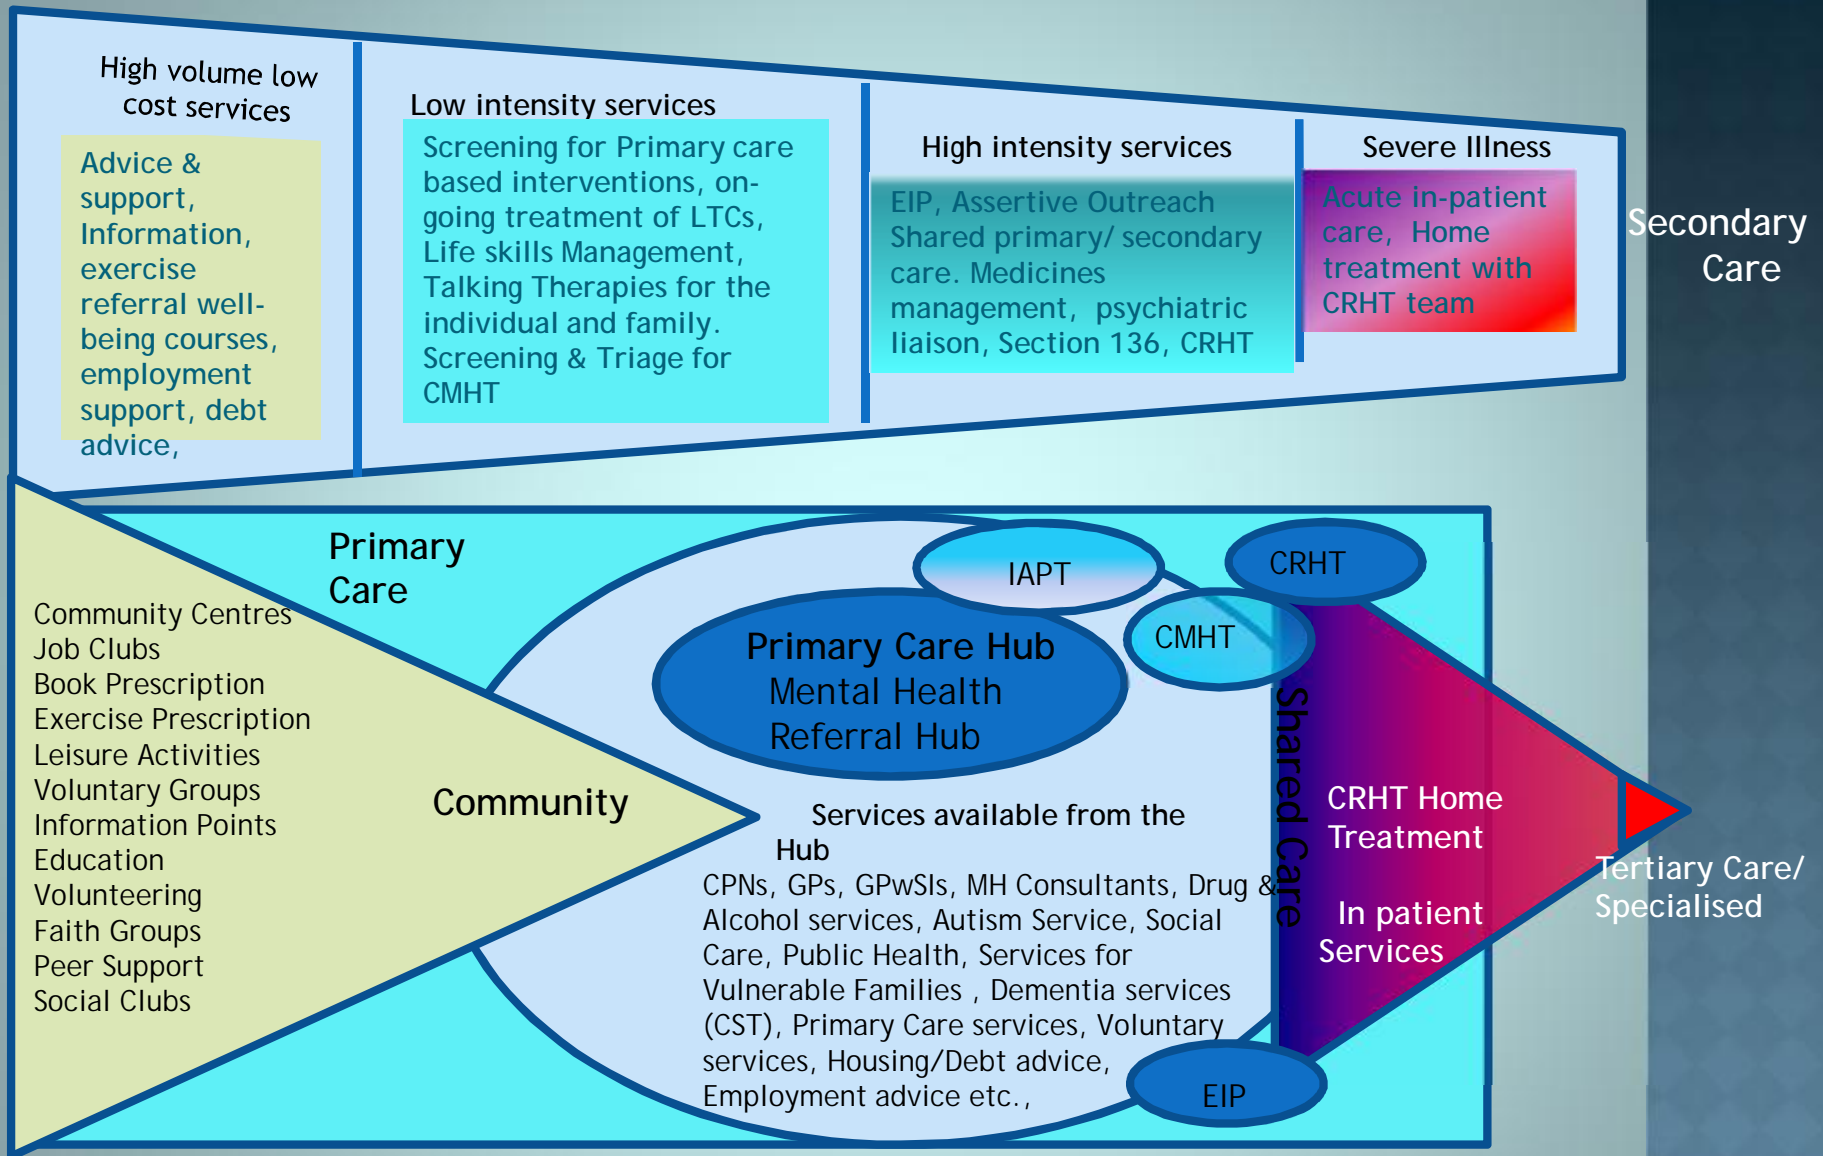 High volume low
cost services
Advice &
support,
Information,
exercise
referral well-
being courses,
employment
support, debt
advice,
Low intensity services
Screening for Primary care
based interventions, on-
going treatment of LTCs,
Life skills Management,
Talking Therapies for the
individual and family.
Screening & Triage for
CMHT
High intensity services
EIP, Assertive Outreach
Shared primary/ secondary
care. Medicines
management, psychiatric
liaison, Section 136, CRHT
Severe Illness
Acute in-patient
care, Home
treatment with
CRHT team
Secondary
Care
Primary
Care
Community Centres
Job Clubs
Book Prescription
Exercise Prescription
Leisure Activities
Voluntary Groups
Information Points
Education
Volunteering
Faith Groups
Peer Support
Social Clubs
Community
IAPT
CRHT
CMHT
Primary Care Hub
Mental Health
Referral Hub
Services available from the
Hub
CPNs, GPs, GPwSIs, MH Consultants, Drug &
Alcohol services, Autism Service, Social
Care, Public Health, Services for
Vulnerable Families , Dementia services
(CST), Primary Care services, Voluntary
services, Housing/Debt advice,
Employment advice etc.,
EIP
Shared Care
CRHT Home
Treatment
In patient
Services
Tertiary Care/
Specialised